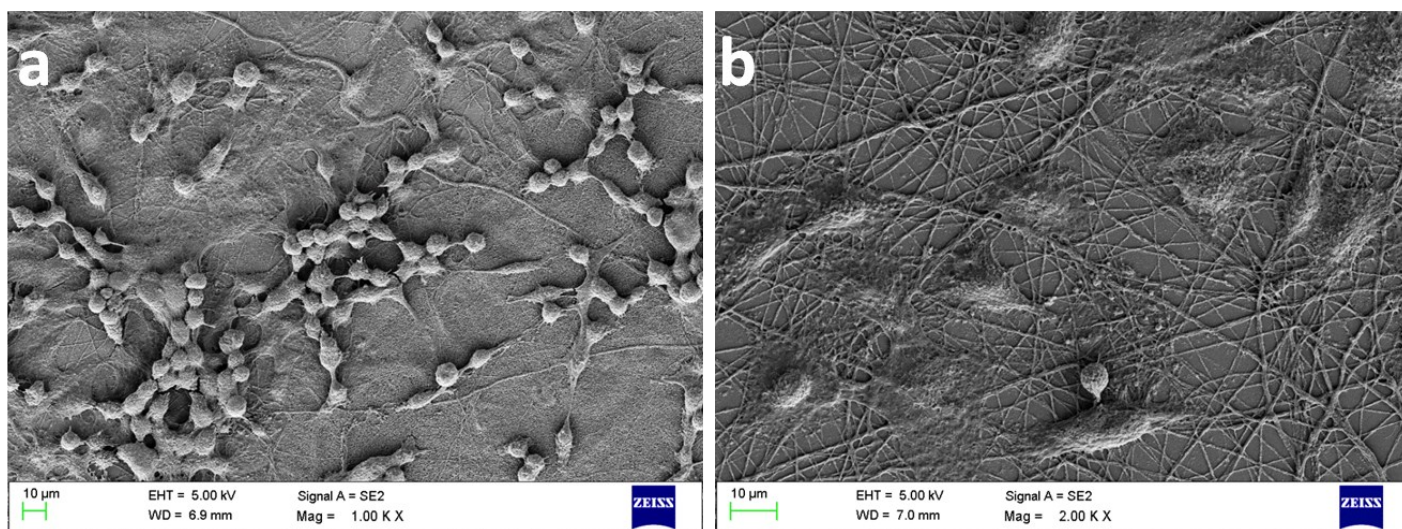 a
b
10 µm
EHT = 5.00 kV
WD = 6.9 mm
Signal A = SE2
Mag = 1.00 K X
ZEISS
10 µm
EHT = 5.00 kV
WD = 7.0 mm
Signal A = SE2
Mag = 2.00 K X
ZEISS